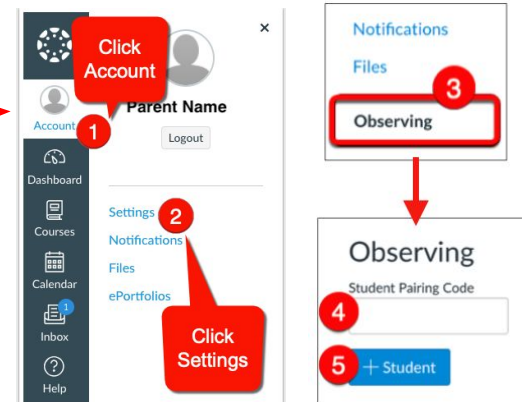 ×
Click
Account
Parent Name
Logout
Account
1
Dashboard
Courses
Calendar
1
Inbox
Help
Settings
2
Notifications
Files
ePortfolios
Click
Settings
Notifications
Files
3
Observing
Observing
Student Pairing Code
4
5
+ Student